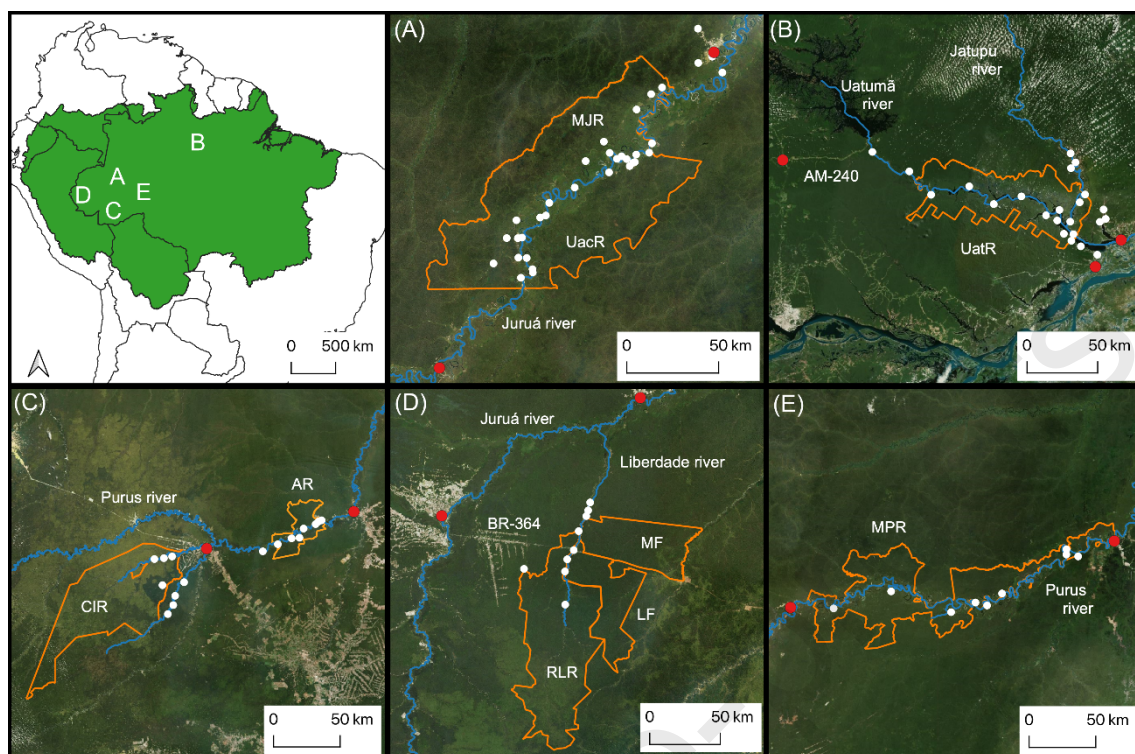 B
A
D
E
C
0 500 km
(A)
MJR
UacR
Juruá river
0 50 km
(B)
Jatupu
river
Uatumã
river
AM-240
UatR
0 50 km
(C)
AR
Purus river
CIR
0 50 km
(D)
Juruá river
Liberdade river
BR-364
MF
LF
RLR
0 50 km
(E)
MPR
Purus
river
0 50 km